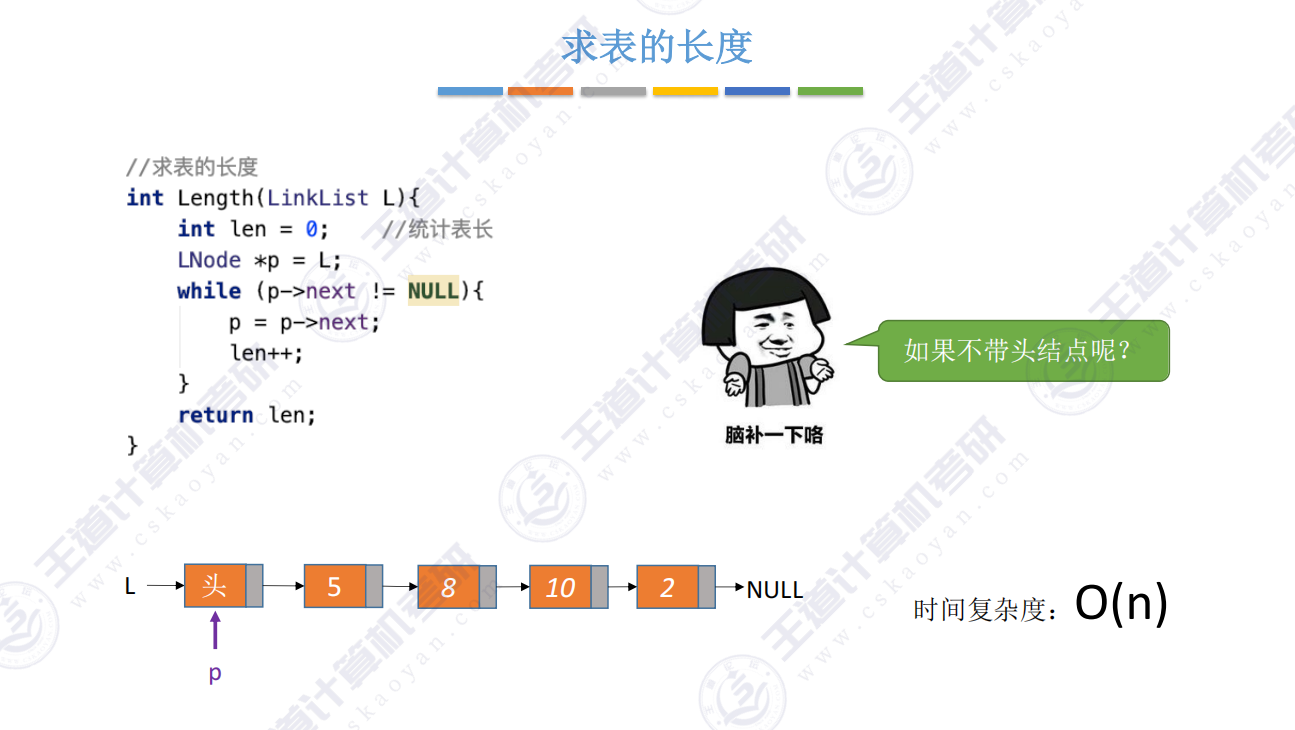 求表的长度
//求表的长度
int Length(LinkList L){
int len = 0; //统计表长
LNode *p = L;
while (p->next != NULL){
p = p->next;
len++;
}
return len;
}
如果不带头结点呢？
脑补一下咯
L 头 5 8 10 2 NULL
p
时间复杂度：O(n)
王道计算机考研
www.cskaoyan.com